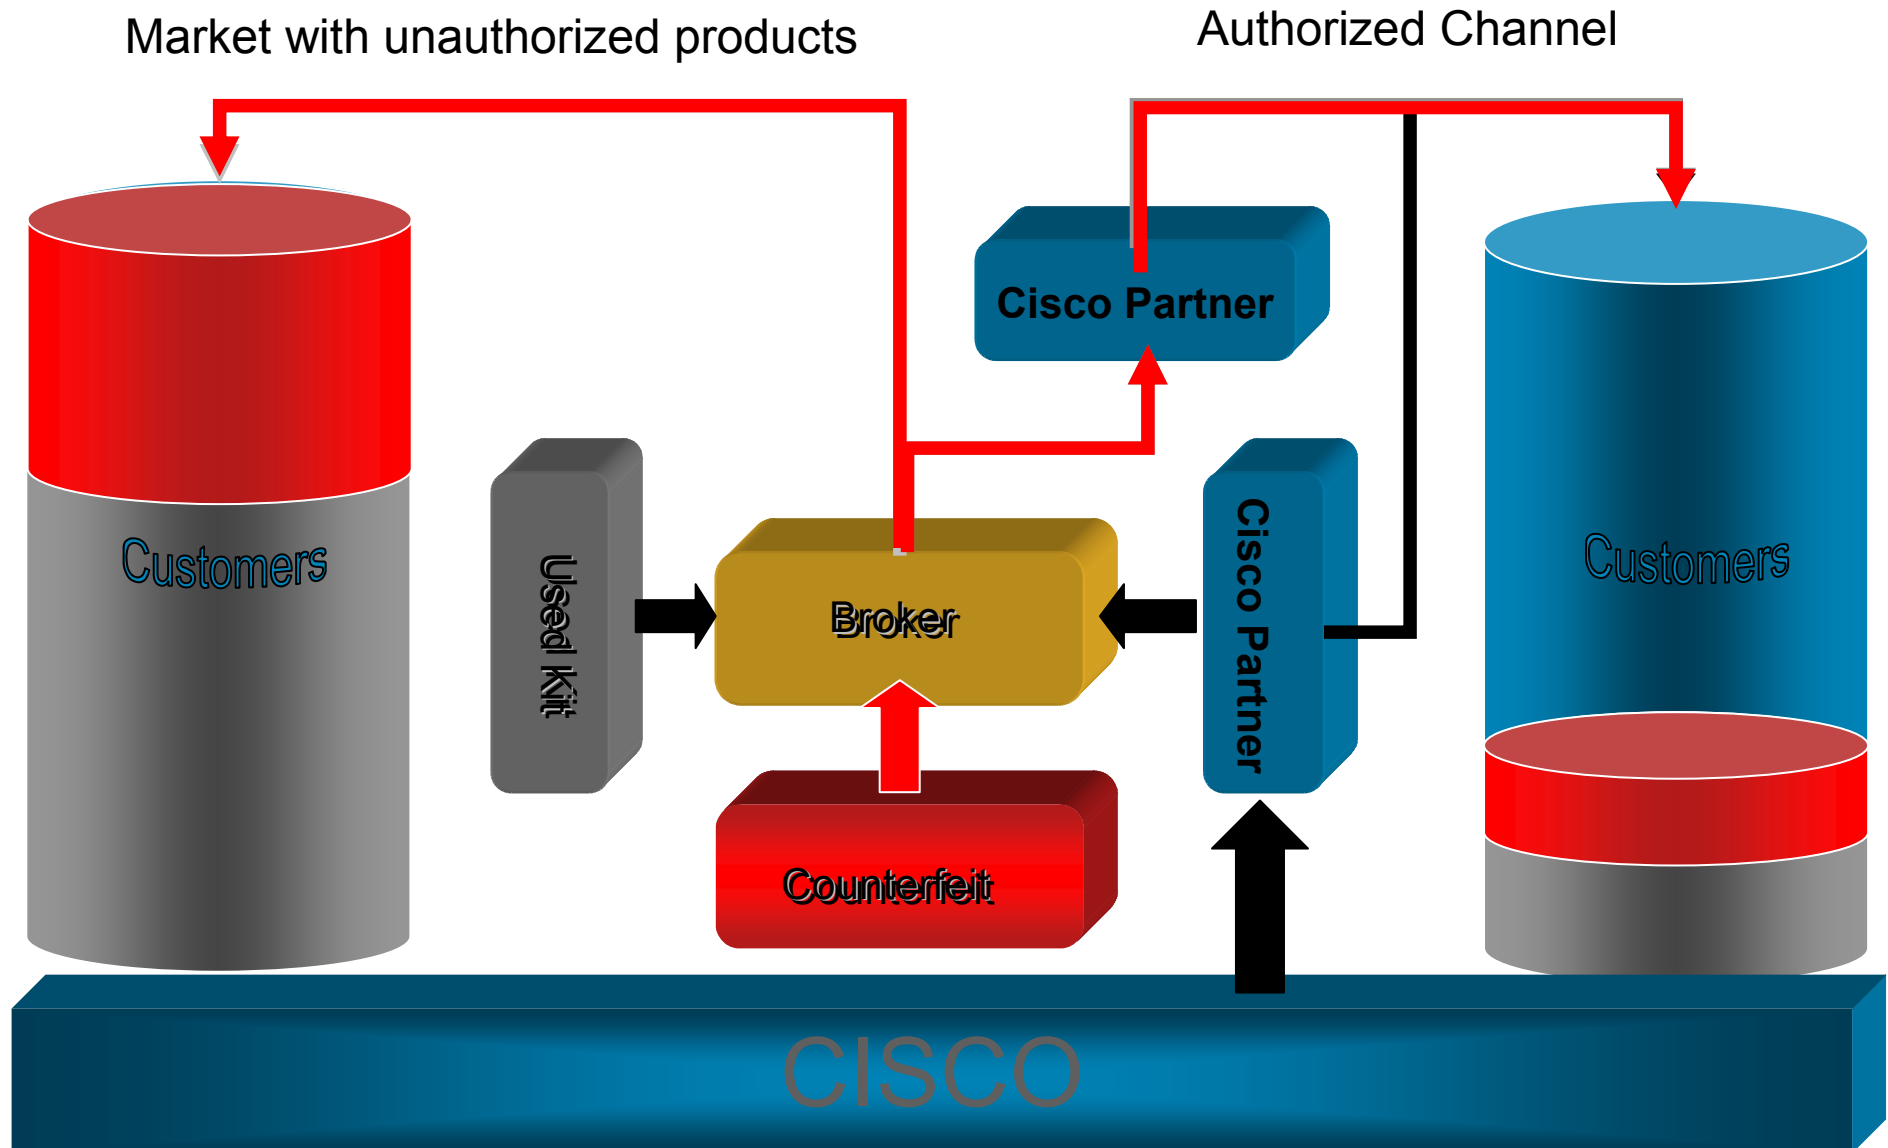 Market with unauthorized products
Authorized Channel
Cisco Partner
Customers
Used Kit
Broker
Cisco Partner
Customers
Counterfeit
CISCO